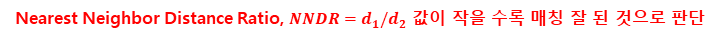 Nearest Neighbor Distance Ratio, NNDR = d₁/d₂ 값이 작을 수록 매칭 잘 된 것으로 판단